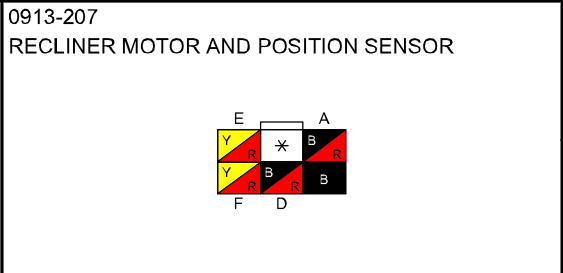 0913-207
RECLINER MOTOR AND POSITION SENSOR
E A
Y R * B R
Y R B R B
F D